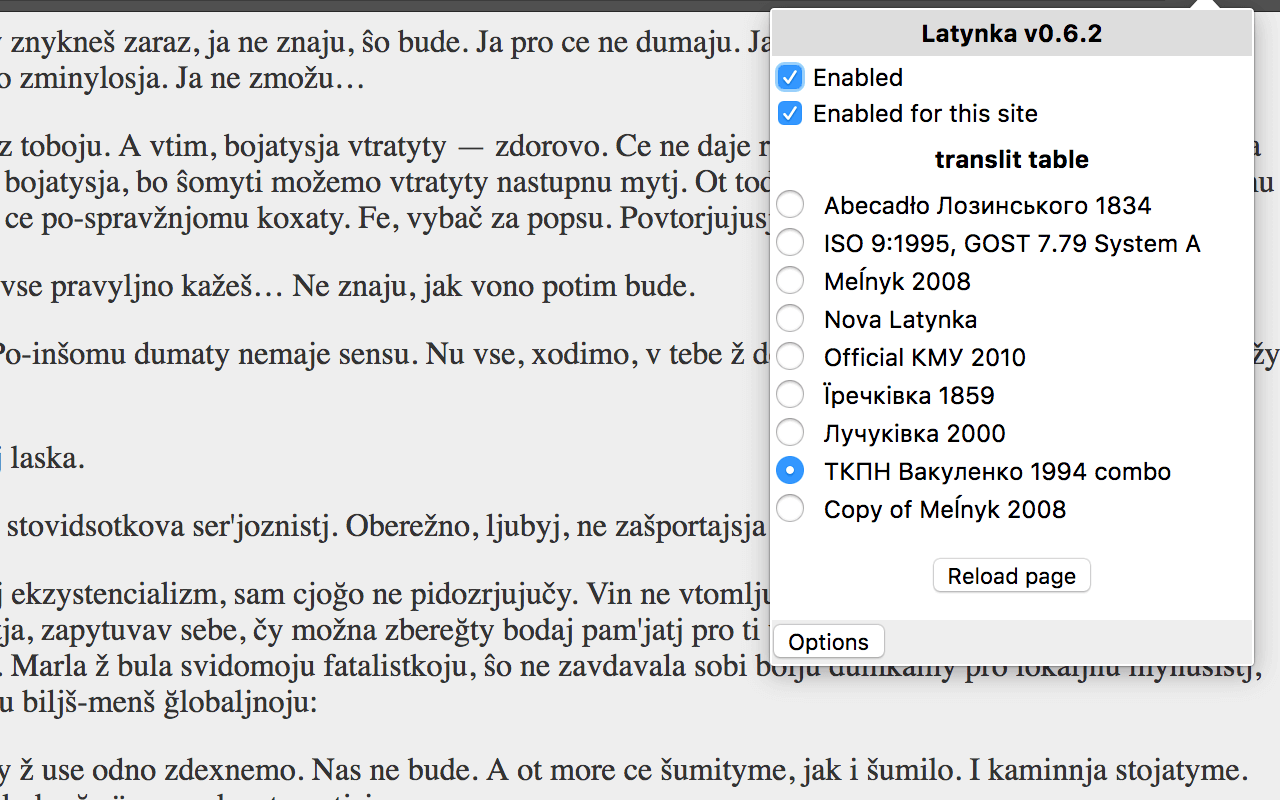 znykneš zaraz, ja ne znaju, ŝo bude. Ja pro ce ne dumaju.
zminylosja. Ja ne zmožu…
z toboju. A vtim, bojatysja vtratyty — zdorovo. Ce ne daje
bojatysja, bo ŝomyti možemo vtratyty nastupnu mytj. Ot
ce po-spravžnjomu koxaty. Fe, vybač za popsu.
vse pravyljno kažeš… Ne znaju, jak vono potim bude.
Po-inšomu dumaty nemaje sensu. Nu vse, xodimo, v tebe ž
laska.
stovidsotkova ser'joznistj. Oberežno, ljubyj, ne zašportajsja
ekzystencializm, sam cjoğo ne pidozrjujučy. Vin ne
zapytuvav sebe, čy možna zbereğty bodaj pam'jatj pro ti
Marla ž bula svidomoju fatalistkoju, ŝo ne zavdavala sobi bolju dumkamy pro lokaljnu mynusistj,
biljš-menš ğlobaljnoju:
ž use odno zdexnemo. Nas ne bude. A ot more ce šumityme, jak i šumilo. I kaminnja stojatyme.
Latynka v0.6.2
Enabled
Enabled for this site
translit table
Abecadło Лозинського 1834
ISO 9:1995, GOST 7.79 System A
Meĺnyk 2008
Nova Latynka
Official КМУ 2010
Їречківка 1859
Лучуківка 2000
ТКПН Вакуленко 1994 combo
Copy of Meĺnyk 2008
Reload page
Options